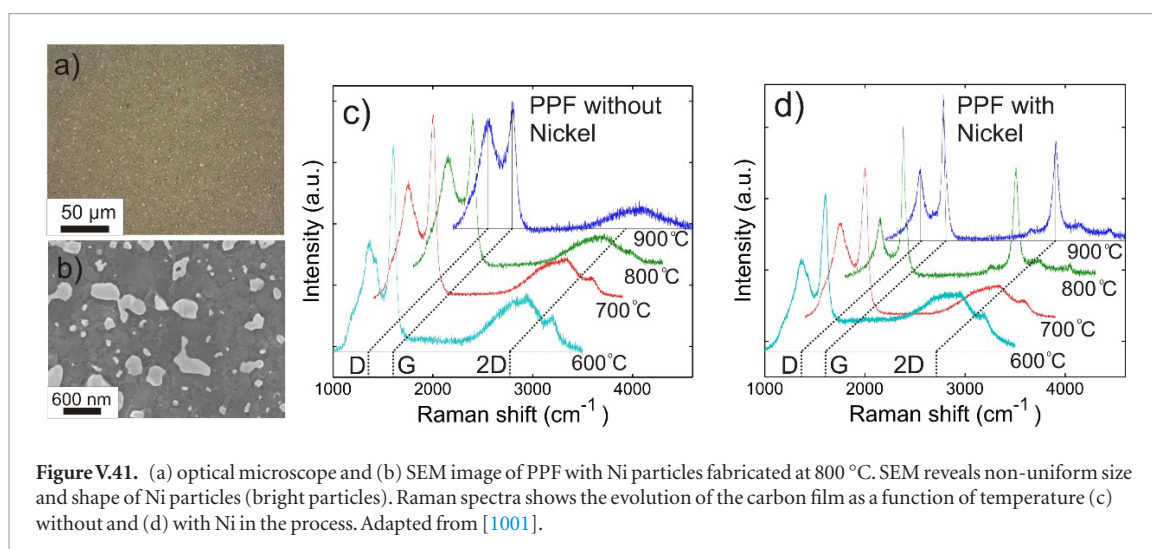 a)
50 µm
b)
600 nm
c)
PPF without
Nickel
Intensity (a.u.)
900°C
800°C
700°C
600°C
D G 2D
1000 2000 3000 4000
Raman shift (cm⁻¹)
d)
PPF with
Nickel
Intensity (a.u.)
900°C
800°C
700°C
600°C
D G 2D
1000 2000 3000 4000
Raman shift (cm⁻¹)
Figure V.41. (a) optical microscope and (b) SEM image of PPF with Ni particles fabricated at 800 °C. SEM reveals non-uniform size
and shape of Ni particles (bright particles). Raman spectra shows the evolution of the carbon film as a function of temperature (c)
without and (d) with Ni in the process. Adapted from [1001].